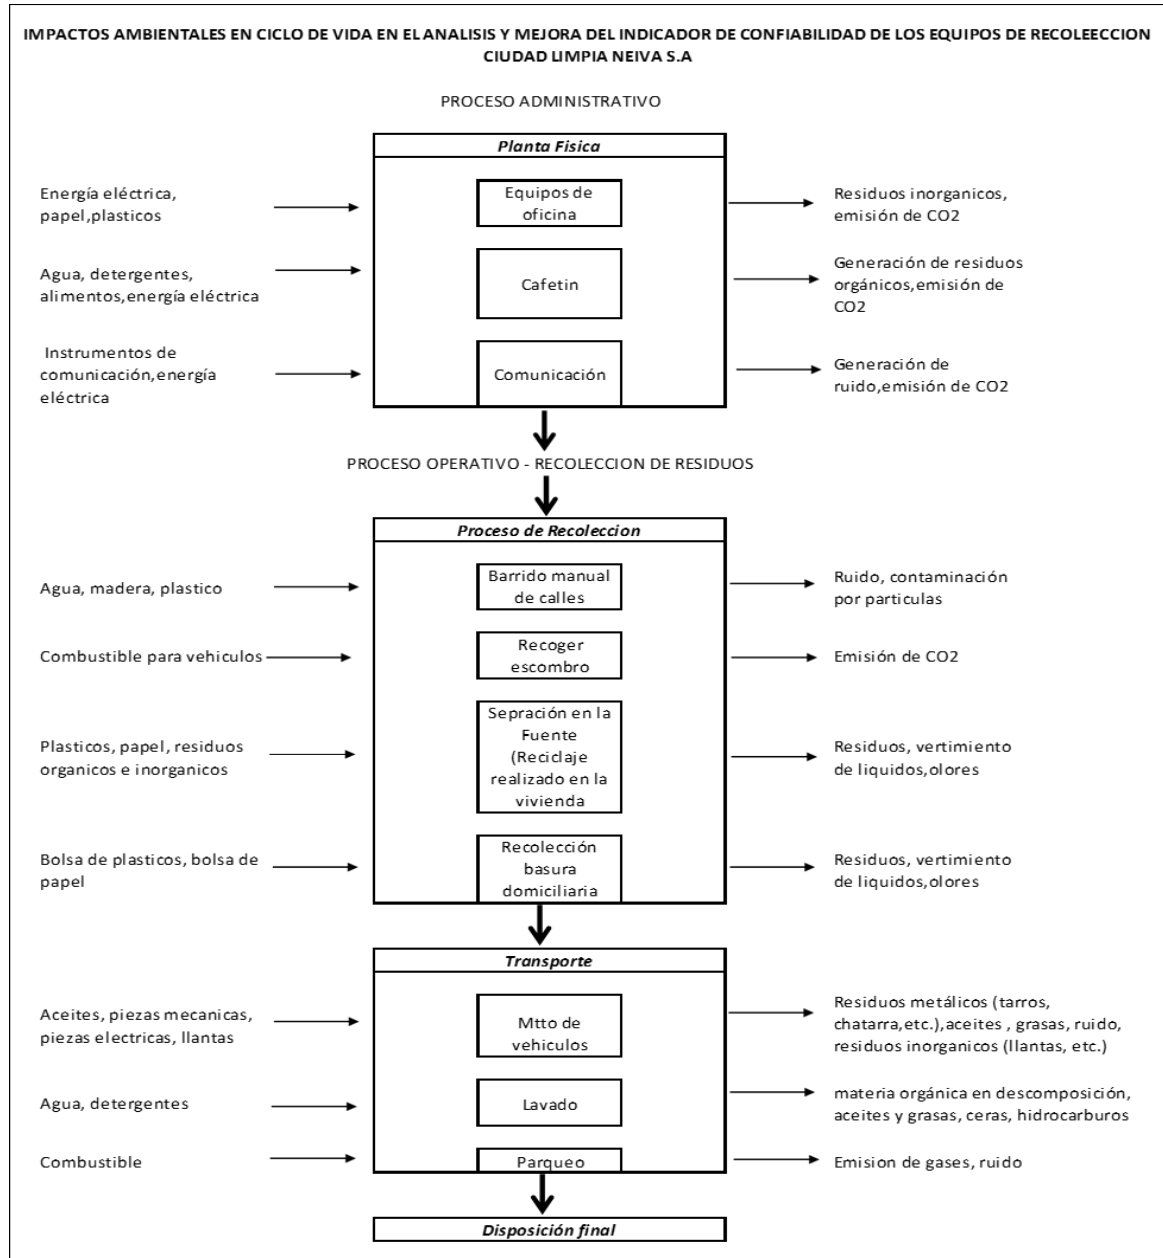 IMPACTOS AMBIENTALES EN CICLO DE VIDA EN EL ANALISIS Y MEJORA DEL INDICADOR DE CONFIABILIDAD DE LOS EQUIPOS DE RECOLEECCION
CIUDAD LIMPIA NEIVA S.A
PROCESO ADMINISTRATIVO
Planta Fisica
Energía eléctrica,
papel,plasticos
Equipos de
oficina
Residuos inorganicos,
emisión de CO2
Agua, detergentes,
alimentos,energía eléctrica
Cafetin
Generación de residuos
orgánicos,emisión de
CO2
Instrumentos de
comunicación,energía
eléctrica
Comunicación
Generación de
ruido,emisión de CO2
PROCESO OPERATIVO - RECOLECCION DE RESIDUOS
Proceso de Recoleccion
Agua, madera, plastico
Barrido manual
de calles
Ruido, contaminación
por particulas
Combustible para vehiculos
Recoger
escombro
Emisión de CO2
Plasticos, papel, residuos
organicos e inorganicos
Sepración en la
Fuente
(Reciclaje
realizado en la
vivienda
Residuos, vertimiento
de liquidos,olores
Bolsa de plasticos, bolsa de
papel
Recolección
basura
domiciliaria
Residuos, vertimiento
de liquidos,olores
Transporte
Aceites, piezas mecanicas,
piezas electricas, llantas
Mtto de
vehiculos
Residuos metálicos (tarros,
chatarra,etc.),aceites , grasas, ruido,
residuos inorganicos (llantas, etc.)
Agua, detergentes
Lavado
materia orgánica en descomposición,
aceites y grasas, ceras, hidrocarburos
Combustible
Parqueo
Emision de gases, ruido
Disposición final